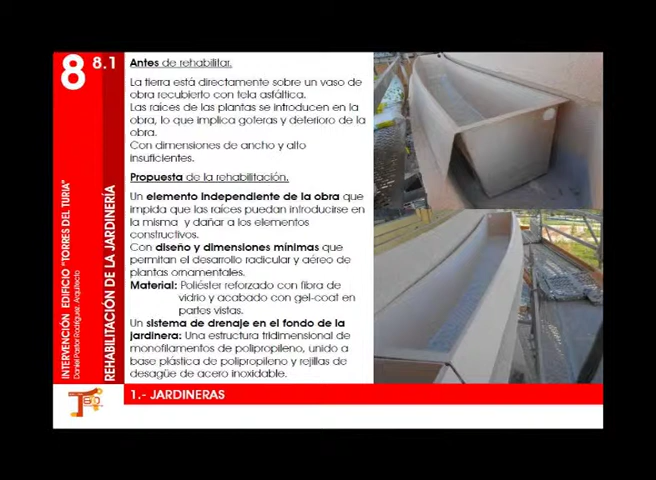 8
8.1
INTERVENCIÓN EDIFICIO "TORRES DEL TURIA"
Daniel Pastor Rodríguez. Arquitecto
REHABILITACIÓN DE LA JARDINERÍA
Antes de rehabilitar.
La tierra está directamente sobre un vaso de
obra recubierto con tela asfáltica.
Las raíces de las plantas se introducen en la
obra, lo que implica goteras y deterioro de la
obra.
Con dimensiones de ancho y alto
insuficientes.
Propuesta de la rehabilitación.
Un elemento independiente de la obra que
impida que las raíces puedan introducirse en
la misma y dañar a los elementos
constructivos.
Con diseño y dimensiones mínimas que
permitan el desarrollo radicular y aéreo de
plantas ornamentales.
Material: Poliéster reforzado con fibra de
vidrio y acabado con gel-coat en
partes vistas.
Un sistema de drenaje en el fondo de la
jardinera: Una estructura tridimensional de
monofilamentos de polipropileno, unido a
base plástica de polipropileno y rejillas de
desagüe de acero inoxidable.
1.- JARDINERAS